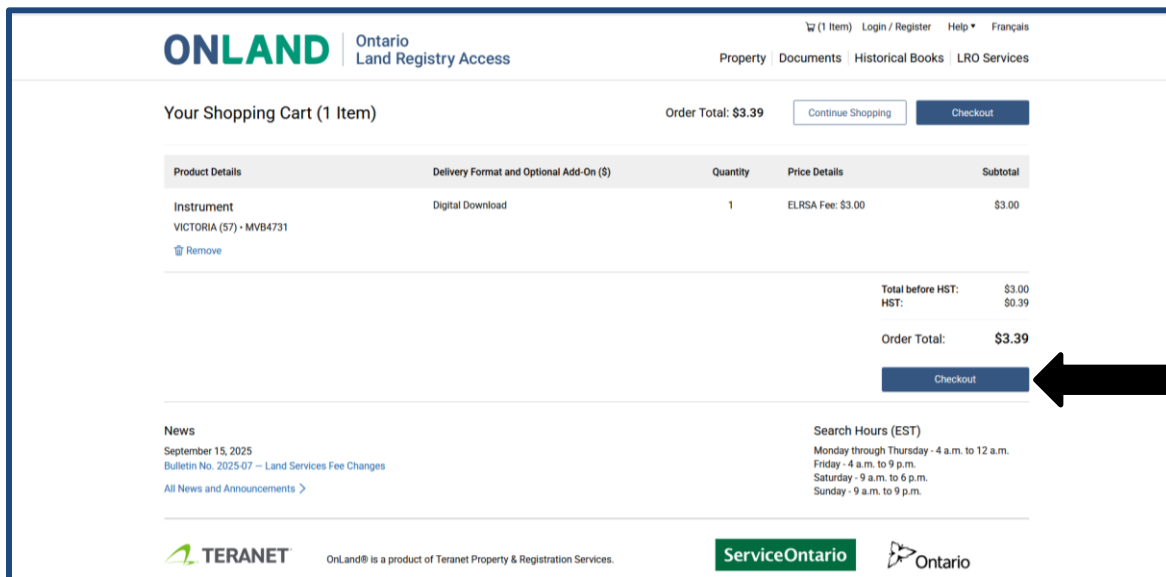 (1 Item) Login / Register Help Français
ONLAND Ontario
Land Registry Access
Property Documents Historical Books LRO Services
Your Shopping Cart (1 Item) Order Total: $3.39 Continue Shopping Checkout
Product Details Delivery Format and Optional Add-On ($) Quantity Price Details Subtotal
Instrument Digital Download 1 ELRSA Fee: $3.00 $3.00
VICTORIA (57) • MVB4731
Remove
Total before HST: $3.00
HST: $0.39
Order Total: $3.39
Checkout
News
September 15, 2025
Bulletin No. 2025-07 — Land Services Fee Changes
All News and Announcements >
Search Hours (EST)
Monday through Thursday - 4 a.m. to 12 a.m.
Friday - 4 a.m. to 9 p.m.
Saturday - 9 a.m. to 6 p.m.
Sunday - 9 a.m. to 9 p.m.
TERANET OnLand® is a product of Teranet Property & Registration Services. ServiceOntario Ontario